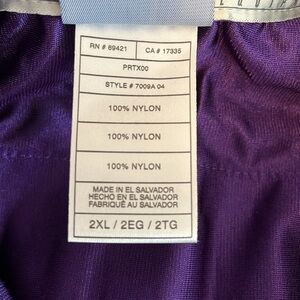 RN # 69421 CA # 17335
PRTX00
STYLE # 7009A 04
100% NYLON
100% NYLON
100% NYLON
MADE IN EL SALVADOR
HECHO EN EL SALVADOR
FABRIQUÉ AU SALVADOR
2XL / 2EG / 2TG